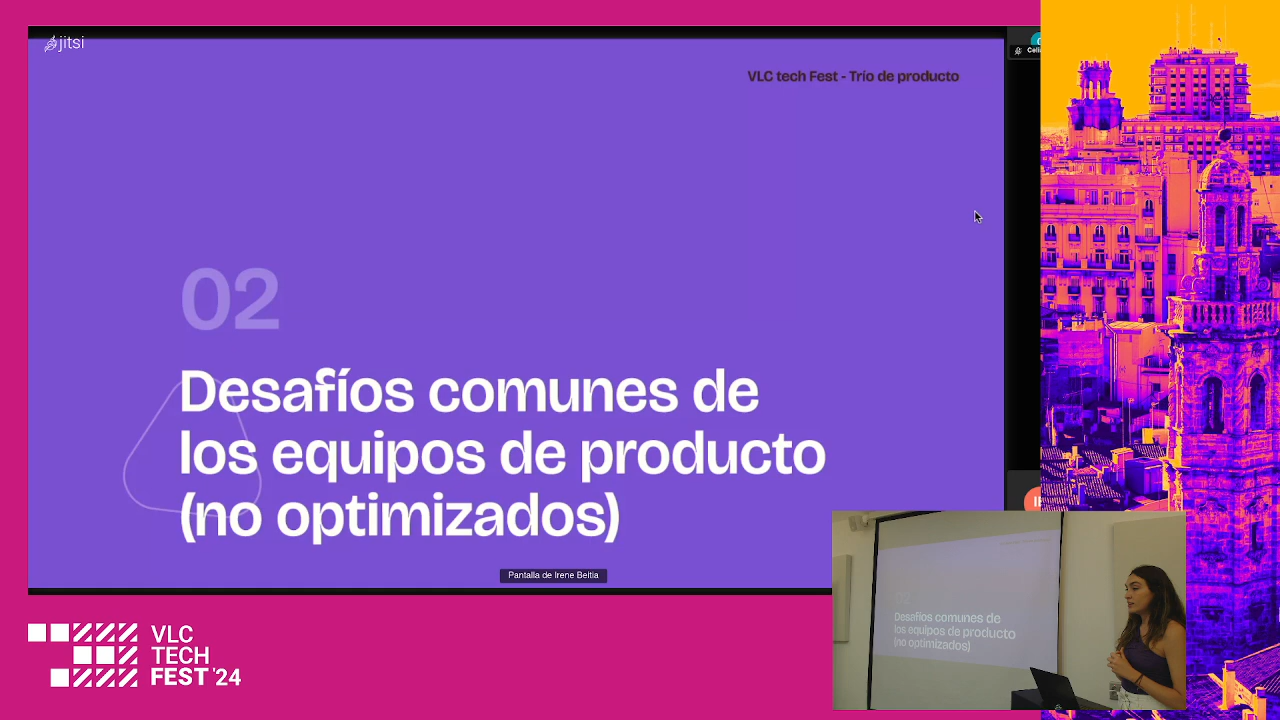 jitsi
VLC tech Fest - Trío de producto
02
Desafíos comunes de
los equipos de producto
(no optimizados)
Pantalla de Irene Beltia
Desafíos comunes de
los equipos de producto
(no optimizados)
VLC
TECH
FEST '24